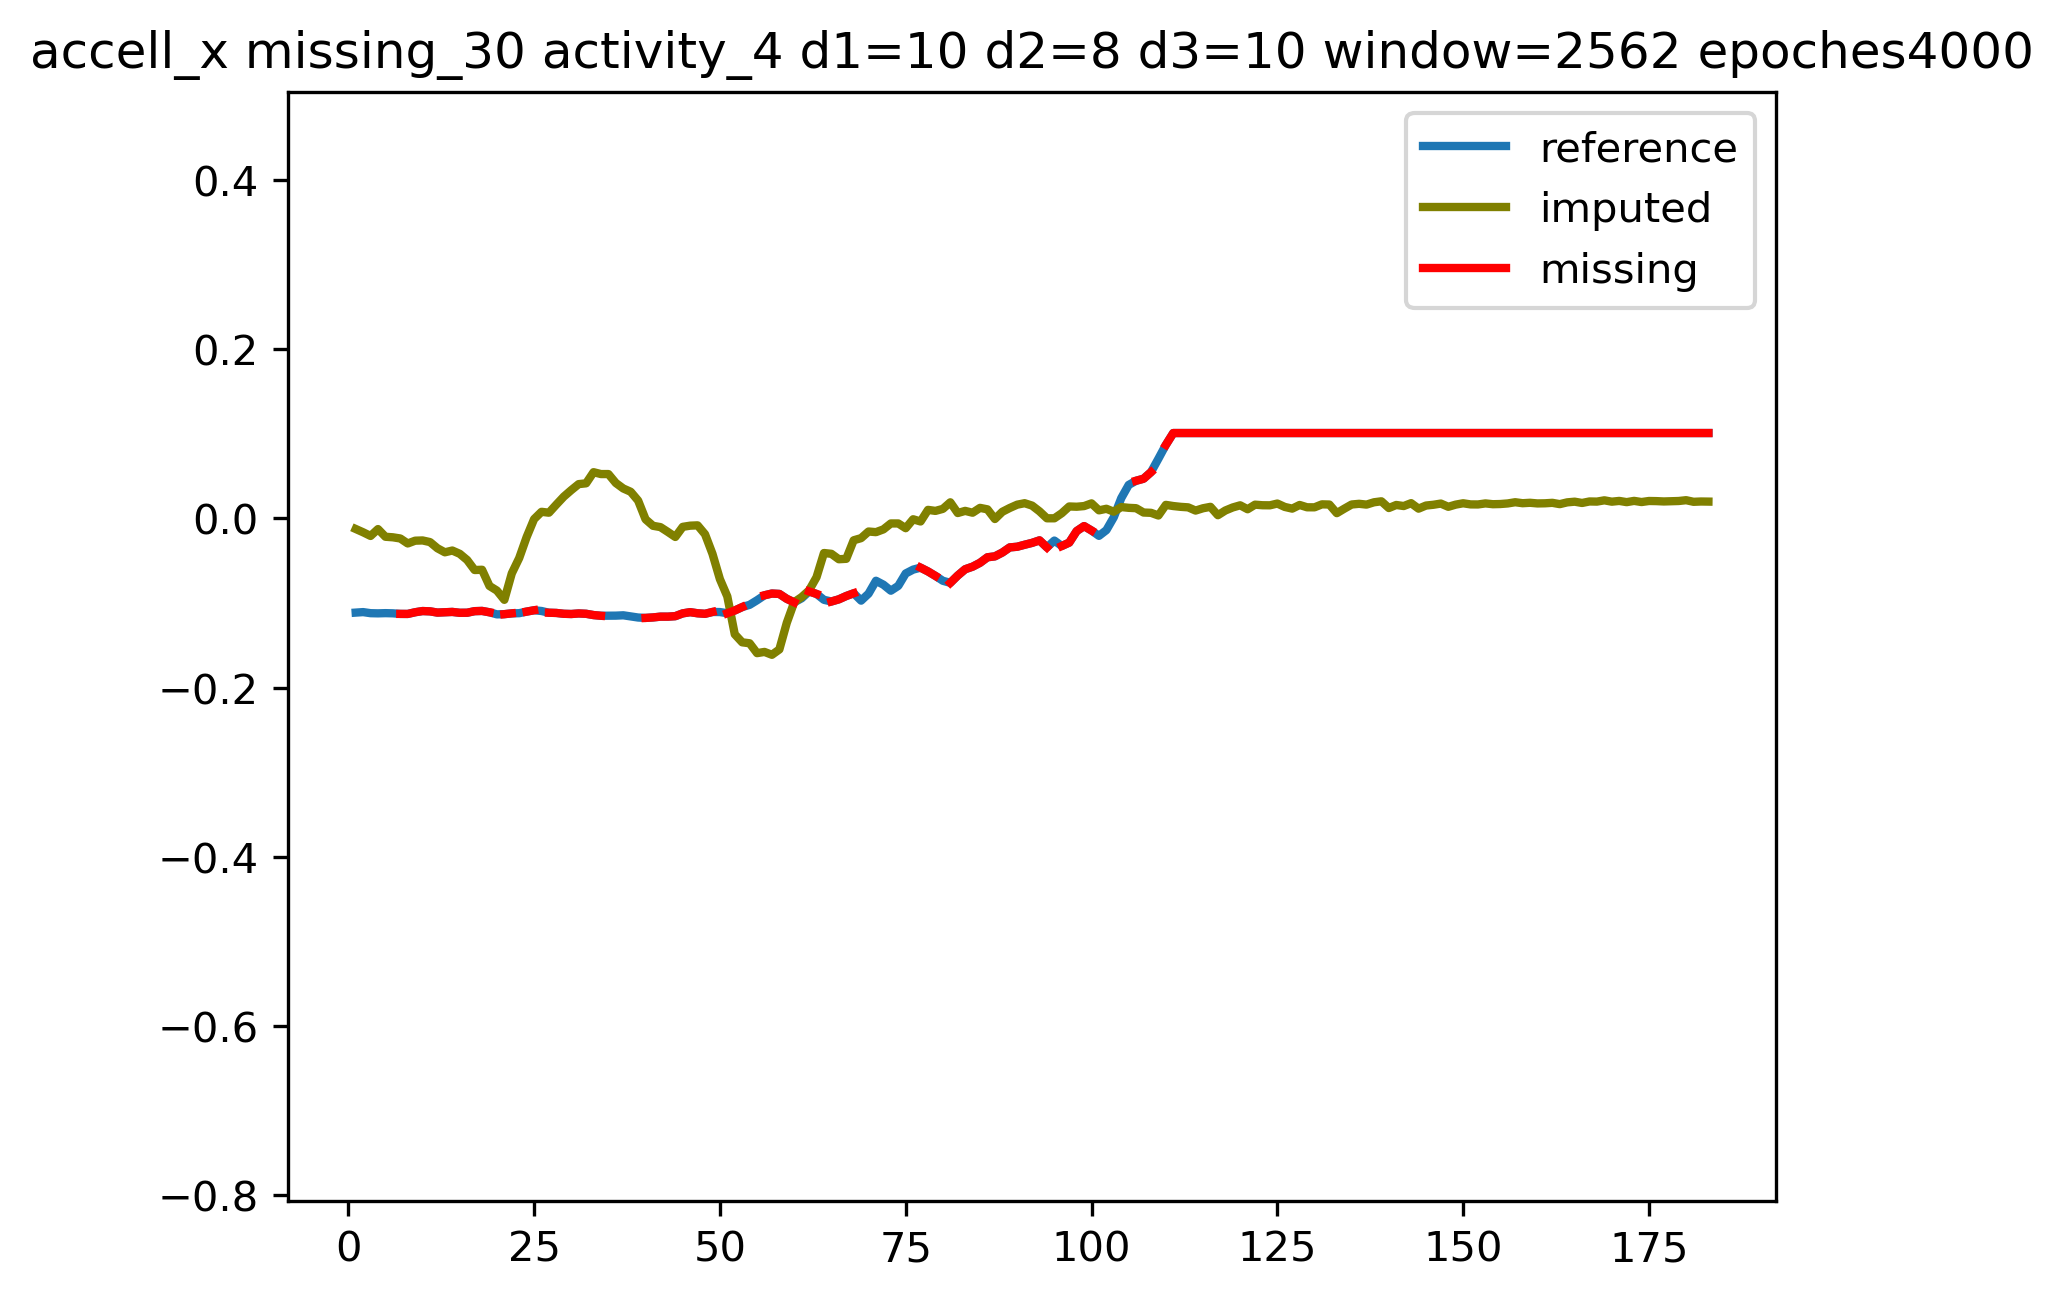 accell_x missing_30 activity_4 d1=10 d2=8 d3=10 window=2562 epoches4000
reference
imputed
missing
0.4
0.2
0.0
−0.2
−0.4
−0.6
−0.8
0 25 50 75 100 125 150 175